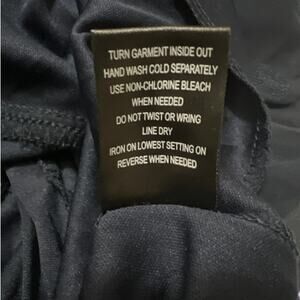 TURN GARMENT INSIDE OUT
HAND WASH COLD SEPARATELY
USE NON-CHLORINE BLEACH
WHEN NEEDED
DO NOT TWIST OR WRING
LINE DRY
IRON ON LOWEST SETTING ON
REVERSE WHEN NEEDED